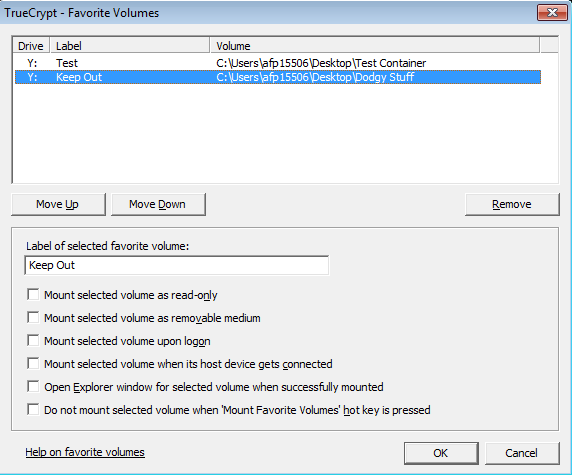 TrueCrypt - Favorite Volumes
Drive Label Volume
Y: Test C:\Users\afp15506\Desktop\Test Container
Y: Keep Out C:\Users\afp15506\Desktop\Dodgy Stuff
Move Up Move Down Remove
Label of selected favorite volume:
Keep Out
Mount selected volume as read-only
Mount selected volume as removable medium
Mount selected volume upon logon
Mount selected volume when its host device gets connected
Open Explorer window for selected volume when successfully mounted
Do not mount selected volume when 'Mount Favorite Volumes' hot key is pressed
Help on favorite volumes OK Cancel